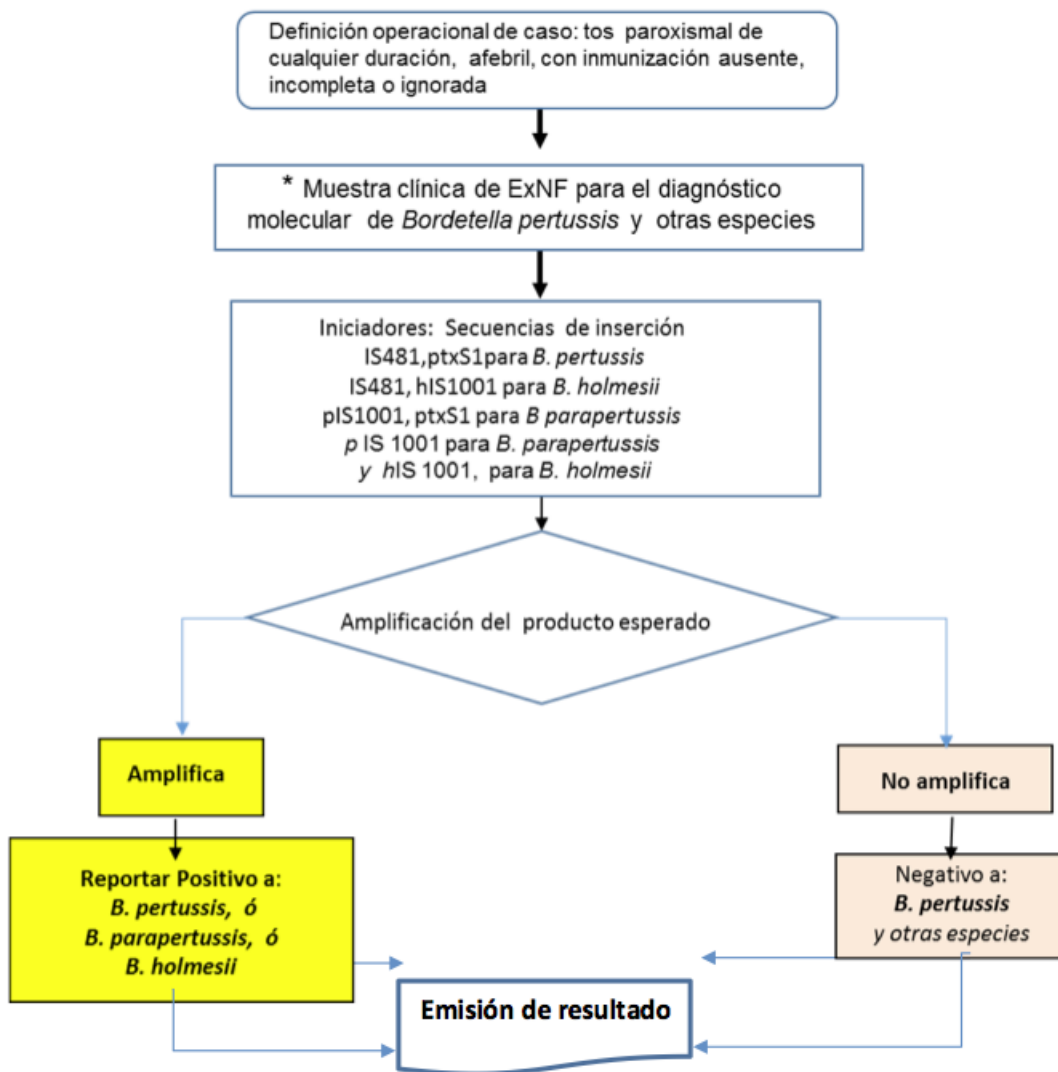 Definición operacional de caso: tos paroxismal de
cualquier duración, afebril, con inmunización ausente,
incompleta o ignorada
* Muestra clínica de ExNF para el diagnóstico
molecular de Bordetella pertussis y otras especies
Iniciadores: Secuencias de inserción
IS481,ptxS1para B. pertussis
IS481, hIS1001 para B. holmesii
pIS1001, ptxS1 para B parapertussis
p IS 1001 para B. parapertussis
y hIS 1001, para B. holmesii
Amplificación del producto esperado
Amplifica
No amplifica
Reportar Positivo a:
B. pertussis, ó
B. parapertussis, ó
B. holmesii
Negativo a:
B. pertussis
y otras especies
Emisión de resultado